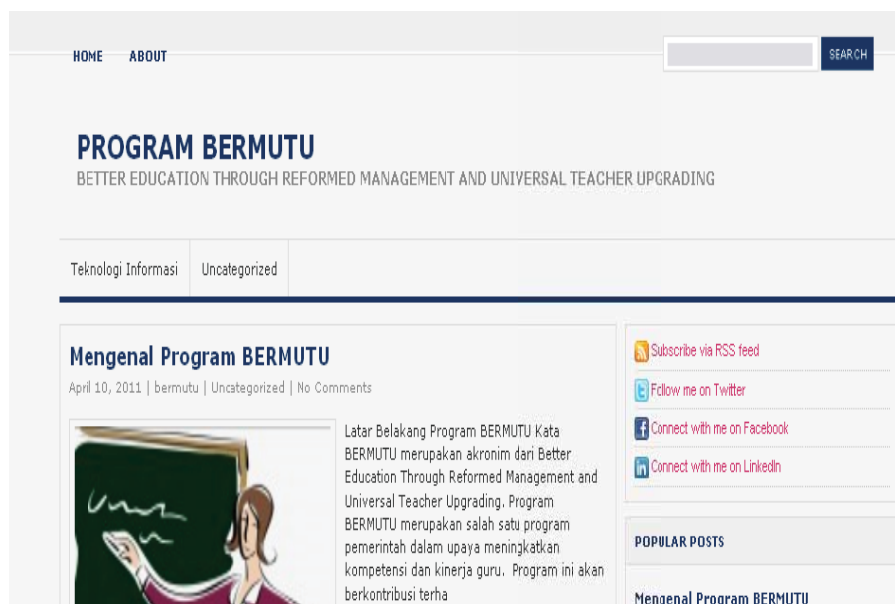 HOME ABOUT
SEARCH
PROGRAM BERMUTU
BETTER EDUCATION THROUGH REFORMED MANAGEMENT AND UNIVERSAL TEACHER UPGRADING
Teknologi Informasi Uncategorized
Mengenal Program BERMUTU
April 10, 2011 | bermutu | Uncategorized | No Comments
Latar Belakang Program BERMUTU Kata
BERMUTU merupakan akronim dari Better
Education Through Reformed Management and
Universal Teacher Upgrading. Program
BERMUTU merupakan salah satu program
pemerintah dalam upaya meningkatkan
kompetensi dan kinerja guru. Program ini akan
berkontribusi terha
Subscribe via RSS feed
Follow me on Twitter
Connect with me on Facebook
Connect with me on LinkedIn
POPULAR POSTS
Mengenal Program BERMUTU